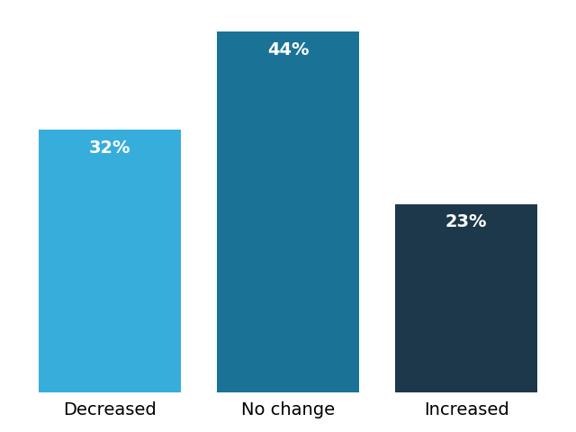 44%
32%
23%
Decreased
No change
Increased